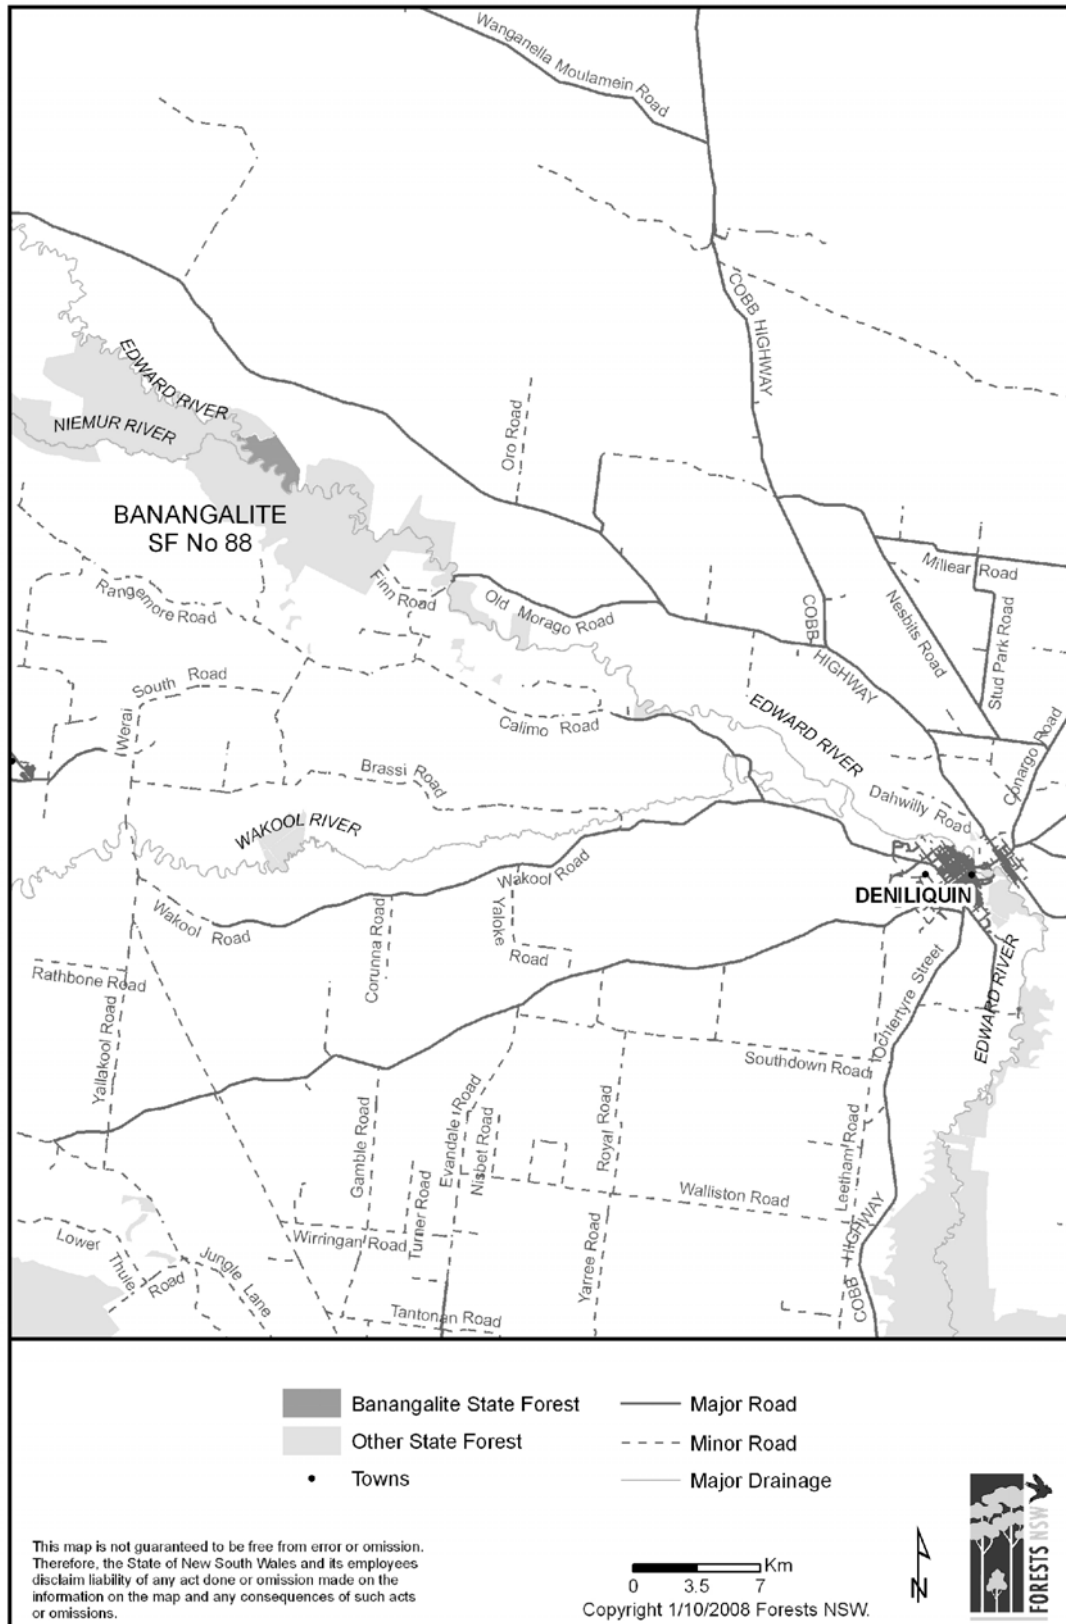 Wanganella Moulamein Road
COBB HIGHWAY
EDWARD RIVER
NIEMUR RIVER
Oro Road
BANANGALITE
SF No 88
Rangemore Road
Finn Road
Old Morago Road
COBB HIGHWAY
Millear Road
Nesbits Road
Stud Park Road
South Road
Werai
Calimo Road
EDWARD RIVER
Conargo Road
Brassi Road
Dahwilly Road
WAKOOL RIVER
Wakool Road
DENILIQUIN
Wakool Road
Corunna Road
Yaloke
Road
Rathbone Road
Yallakool Road
Ochtertyre Street
EDWARD RIVER
Southdown Road
Gamble Road
Evandale Road
Nisbet Road
Royal Road
Leetham Road
Turner Road
Walliston Road
Wirringan Road
Yarree Road
COBB HIGHWAY
Lower
Thule
Road
Jungle Lane
Tantonan Road
Banangalite State Forest
Other State Forest
Towns
Major Road
Minor Road
Major Drainage
This map is not guaranteed to be free from error or omission.
Therefore, the State of New South Wales and its employees
disclaim liability of any act done or omission made on the
information on the map and any consequences of such acts
or omissions.
N
Km
0 3.5 7
Copyright 1/10/2008 Forests NSW.
FORESTS NSW